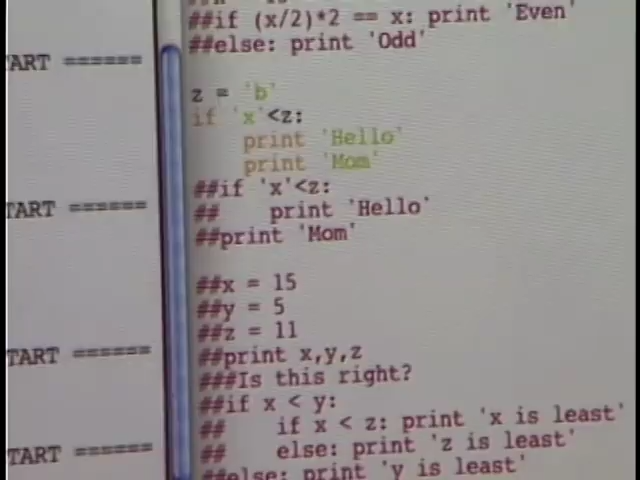 ##if (x/2)*2 == x: print 'Even'
##else: print 'Odd'
TART ======
z = 'b'
if 'x'<z:
print 'Hello'
print 'Mom'
##if 'x'<z:
TART ======
## print 'Hello'
##print 'Mom'
##x = 15
##y = 5
##z = 11
TART ======
##print x,y,z
###Is this right?
##if x < y:
## if x < z: print 'x is least'
TART ======
## else: print 'z is least'
##else: print 'y is least'